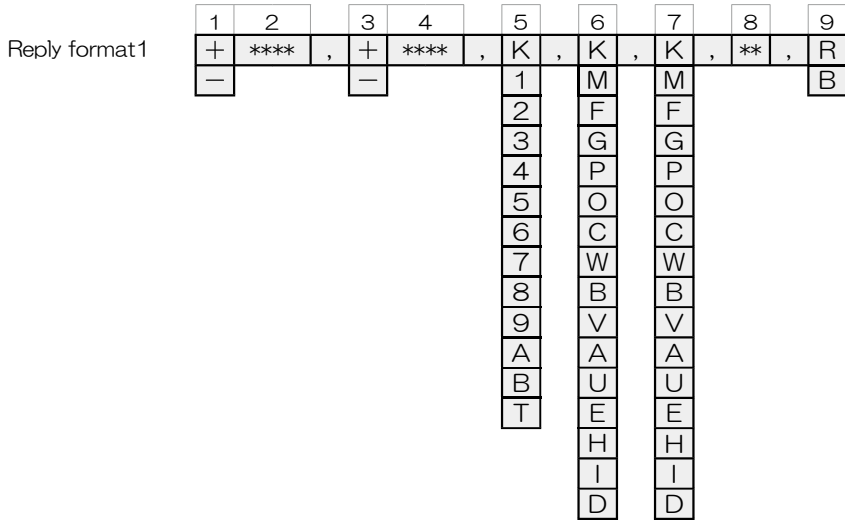 1 2 3 4 5 6 7 8 9
Reply format1 + **** , + **** , K , K , K , ** , R
− − 1 M M B
2 F F
3 G G
4 P P
5 O O
6 C C
7 W W
8 B B
9 V V
A A A
B U U
T E E
H H
I I
D D